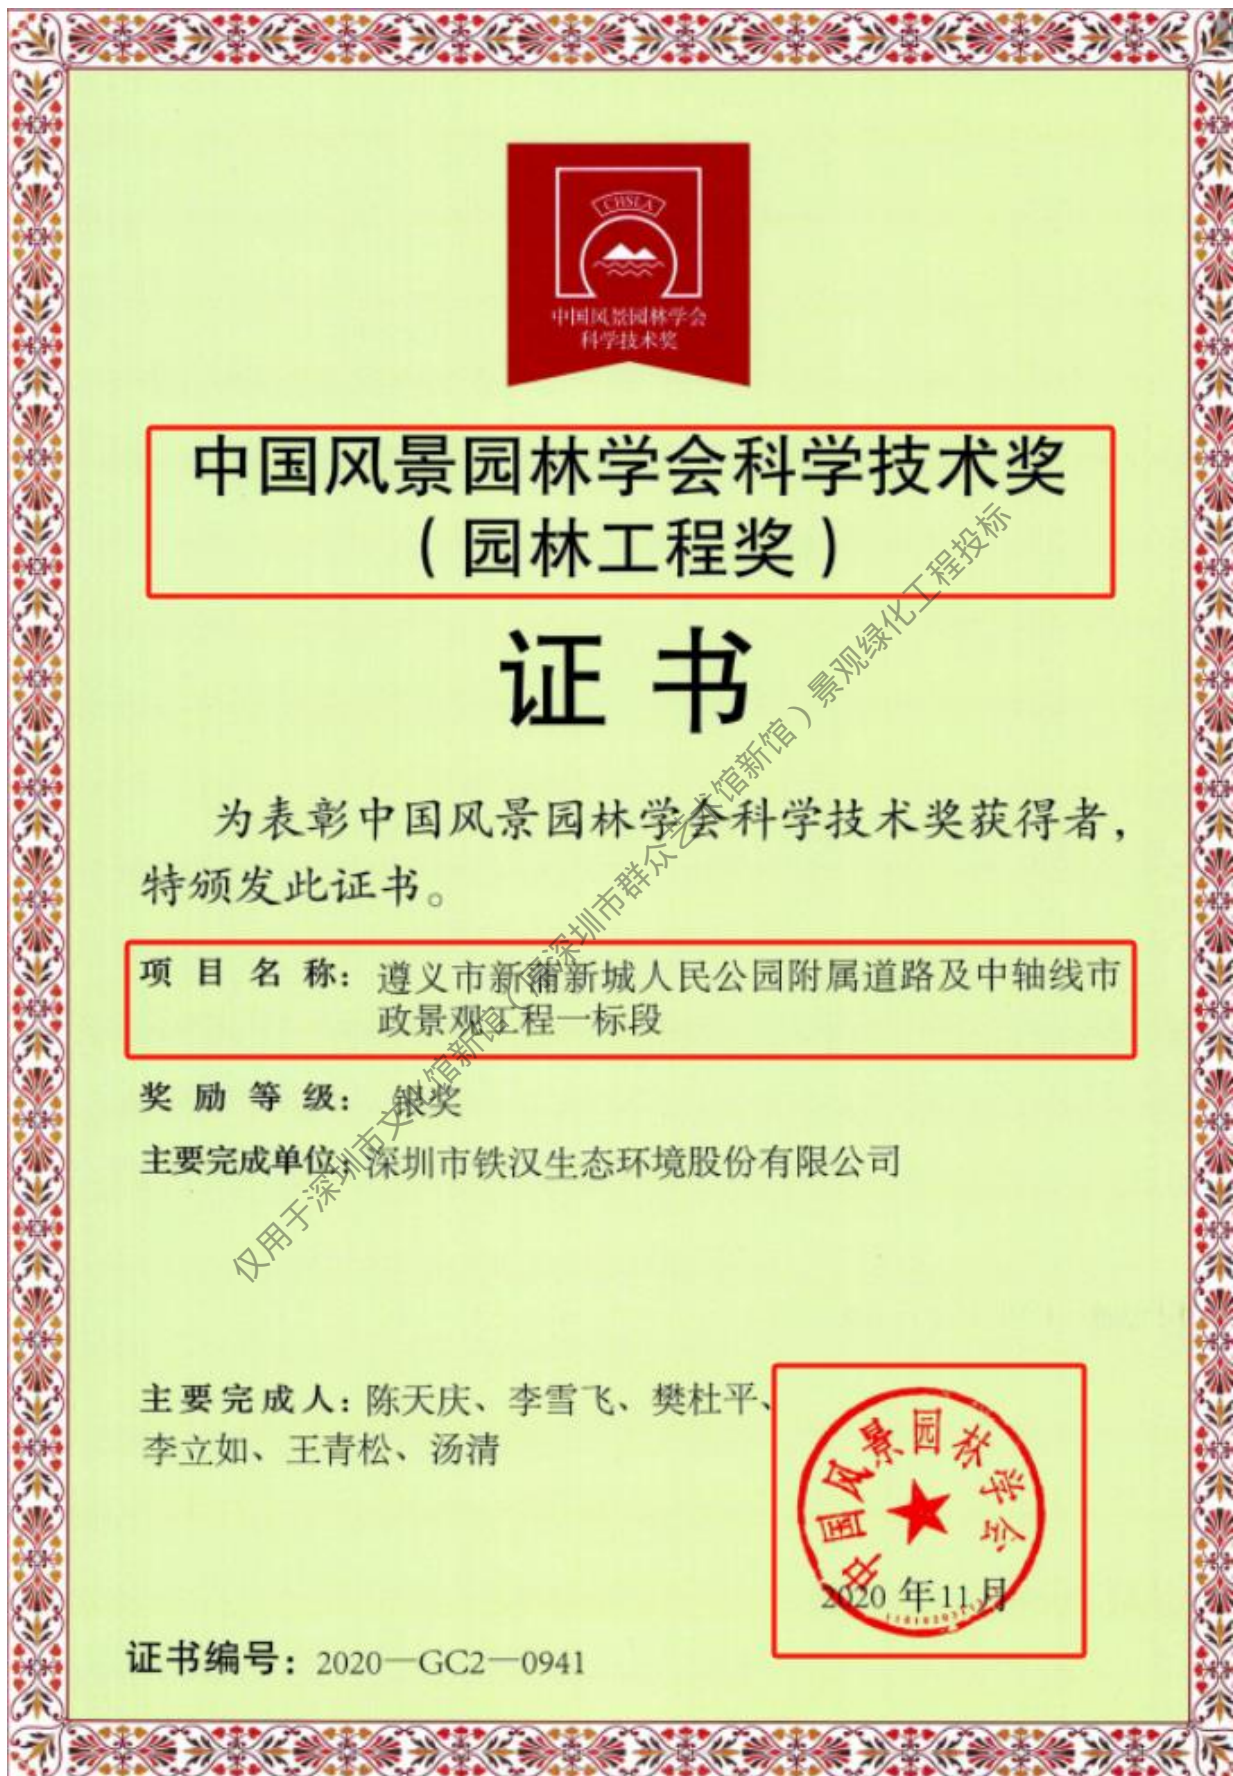 CHSLA
中国风景园林学会
科学技术奖
中国风景园林学会科学技术奖
（园林工程奖）
证书
为表彰中国风景园林学会科学技术奖获得者，
特颁发此证书。
项目名称：遵义市新蒲新城人民公园附属道路及中轴线市
政景观工程一标段
奖励等级：银奖
主要完成单位：深圳市铁汉生态环境股份有限公司
主要完成人：陈天庆、李雪飞、樊杜平、
李立如、王青松、汤清
中国风景园林学会
2020 年11月
证书编号：2020—GC2—0941
仅用于深圳市文化馆新馆（深圳市群众艺术馆新馆）景观绿化工程投标